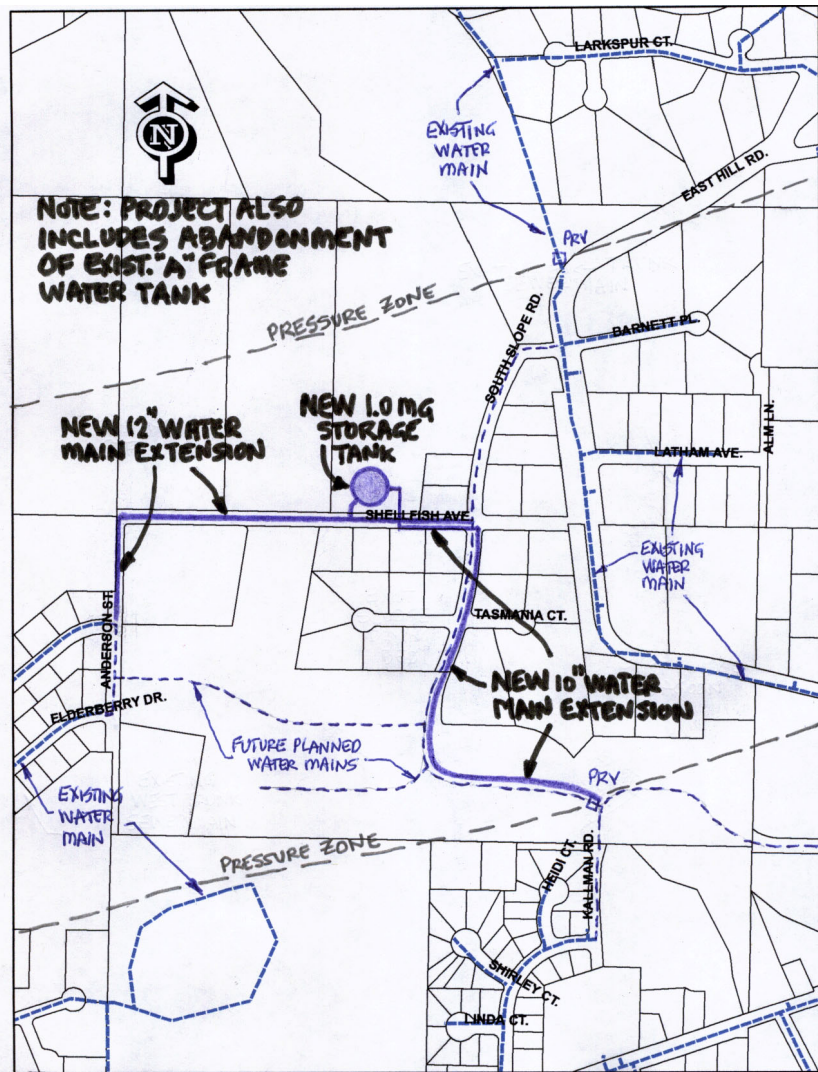 LARKSPUR CT.
EXISTING
WATER
MAIN
N
EAST HILL RD.
NOTE: PROJECT ALSO
INCLUDES ABANDONMENT
OF EXIST. "A" FRAME
WATER TANK
PRV
PRESSURE ZONE
SOUTH SLOPE RD.
BARNETT PL.
NEW 12" WATER
MAIN EXTENSION
NEW 1.0 MG
STORAGE
TANK
LATHAM AVE.
ALM LN.
SHELLFISH AVE.
EXISTING
WATER
MAIN
ANDERSON ST.
TASMANIA CT.
NEW 10" WATER
MAIN EXTENSION
ELDERBERRY DR.
FUTURE PLANNED
WATER MAINS
PRV
EXISTING
WATER
MAIN
PRESSURE ZONE
HEIDI CT.
KALLMAN RD.
SHIRLEY CT.
LINDA CT.